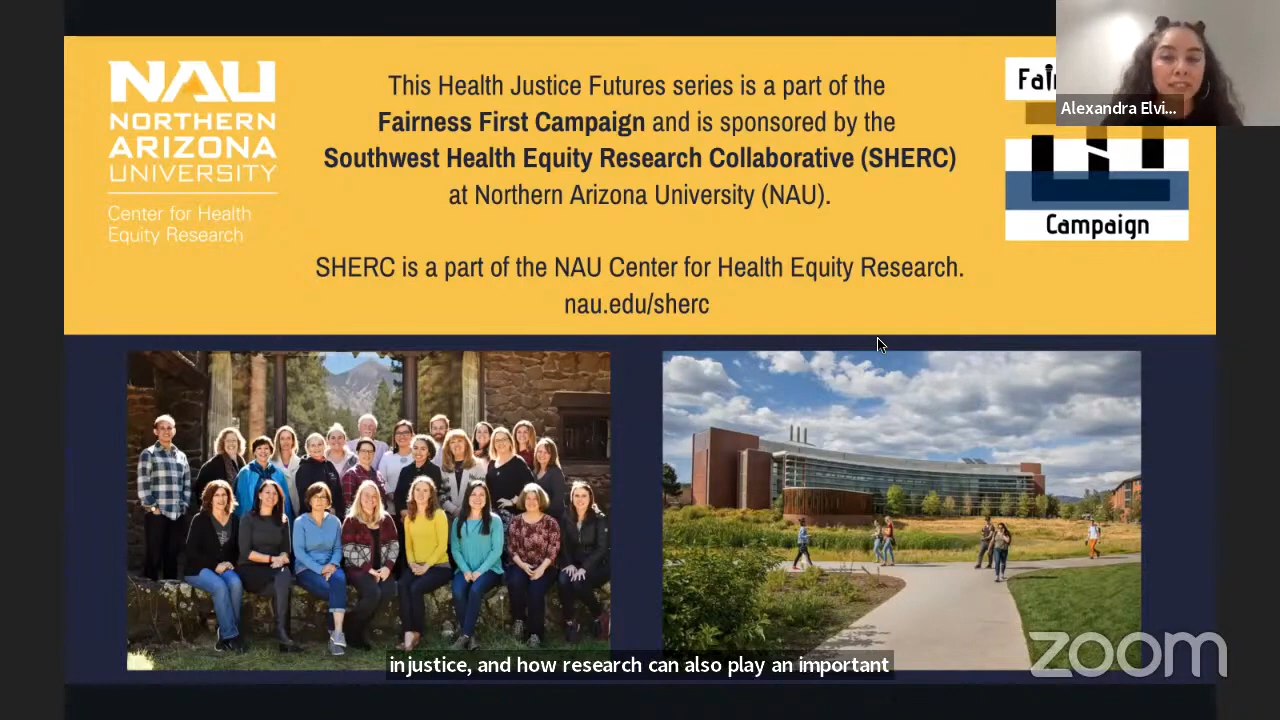 NAU
NORTHERN
ARIZONA
UNIVERSITY
Center for Health
Equity Research
This Health Justice Futures series is a part of the
Fairness First Campaign and is sponsored by the
Southwest Health Equity Research Collaborative (SHERC)
at Northern Arizona University (NAU).
SHERC is a part of the NAU Center for Health Equity Research.
nau.edu/sherc
Campaign
Alexandra Elvi...
injustice, and how research can also play an important
zoom